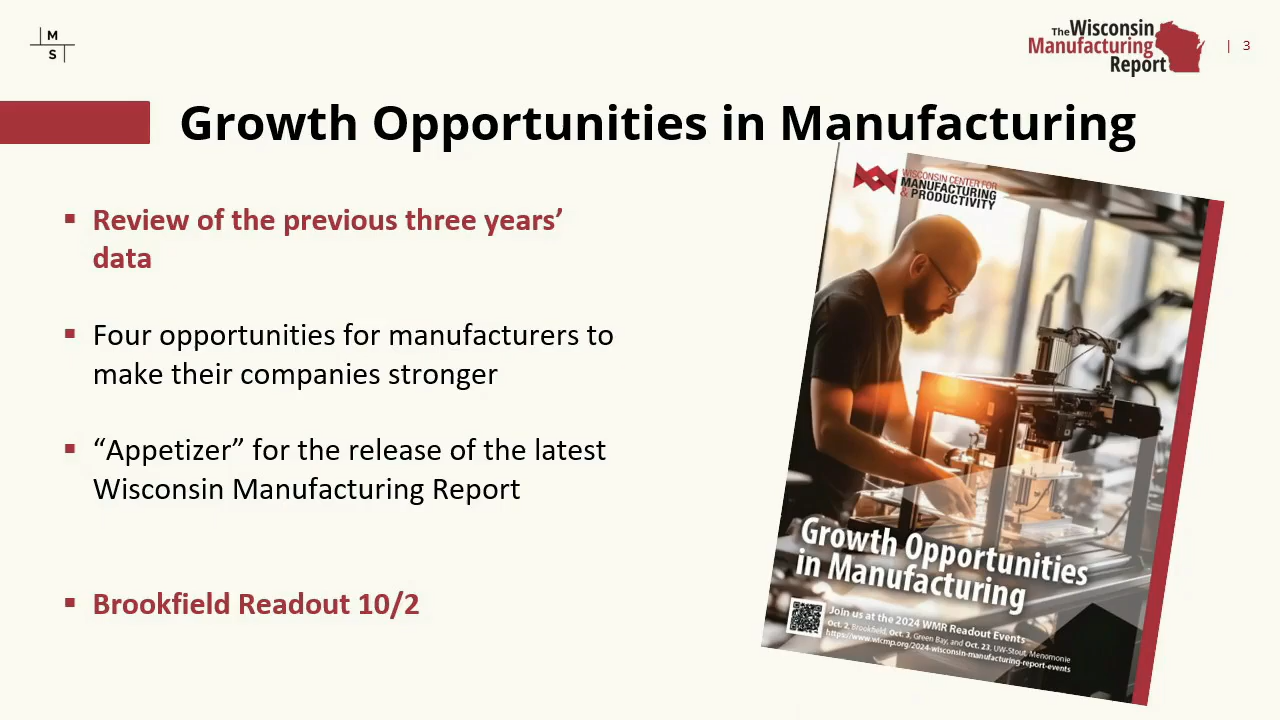 M
S
The Wisconsin
Manufacturing
Report
| 3
Growth Opportunities in Manufacturing
▪ Review of the previous three years’
data
▪ Four opportunities for manufacturers to
make their companies stronger
▪ “Appetizer” for the release of the latest
Wisconsin Manufacturing Report
▪ Brookfield Readout 10/2
WISCONSIN CENTER FOR
MANUFACTURING
& PRODUCTIVITY
Growth Opportunities
in Manufacturing
Join us at the 2024 WMR Readout Events
Oct. 2, Brookfield, Oct. 3, Green Bay, and Oct. 23, UW-Stout, Menomonie
https://www.wicmp.org/2024-wisconsin-manufacturing-report-events